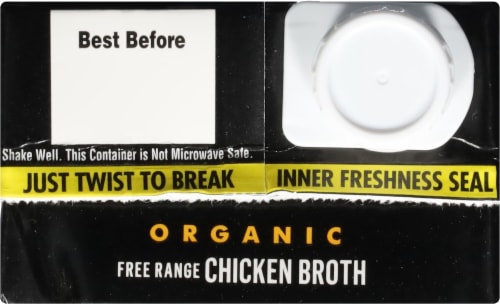 Best Before
Shake Well. This Container is Not Microwave Safe.
JUST TWIST TO BREAK INNER FRESHNESS SEAL
ORGANIC
FREE RANGE CHICKEN BROTH